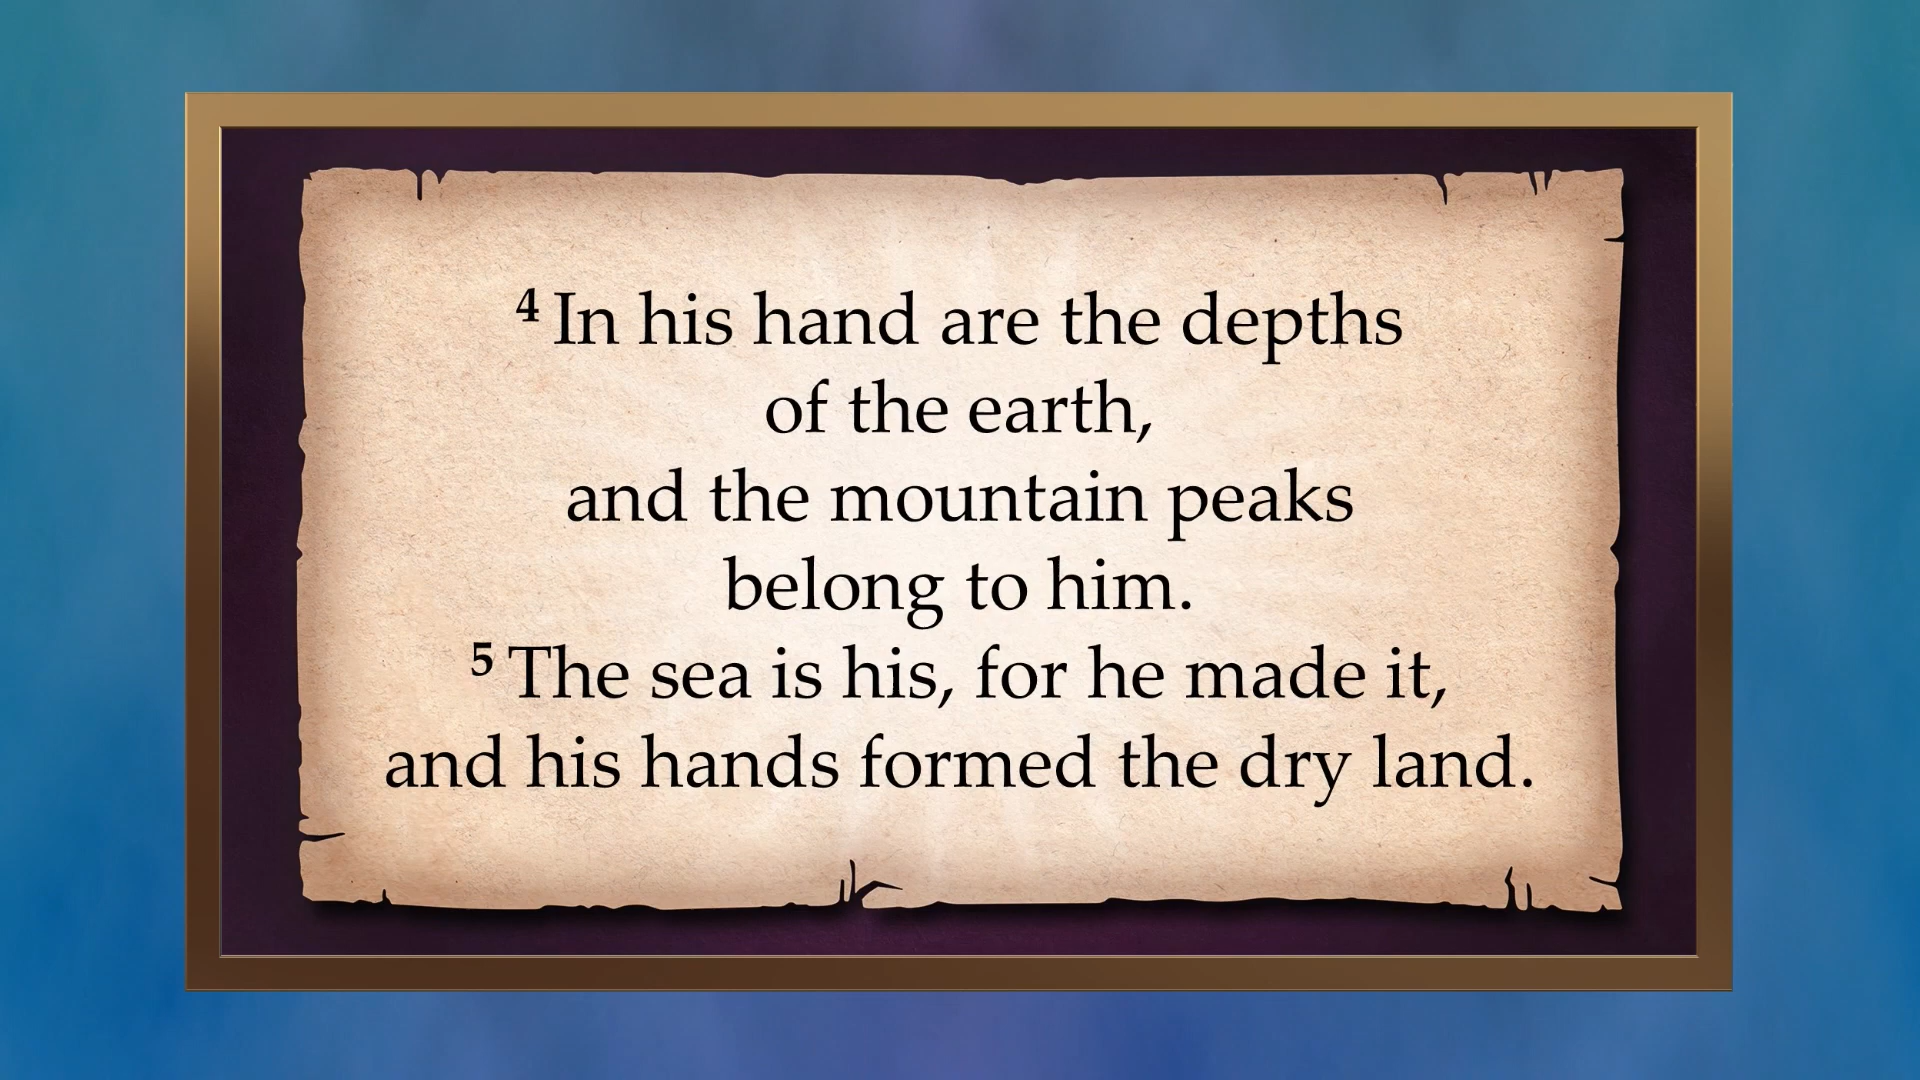 4 In his hand are the depths
of the earth,
and the mountain peaks
belong to him.
5 The sea is his, for he made it,
and his hands formed the dry land.